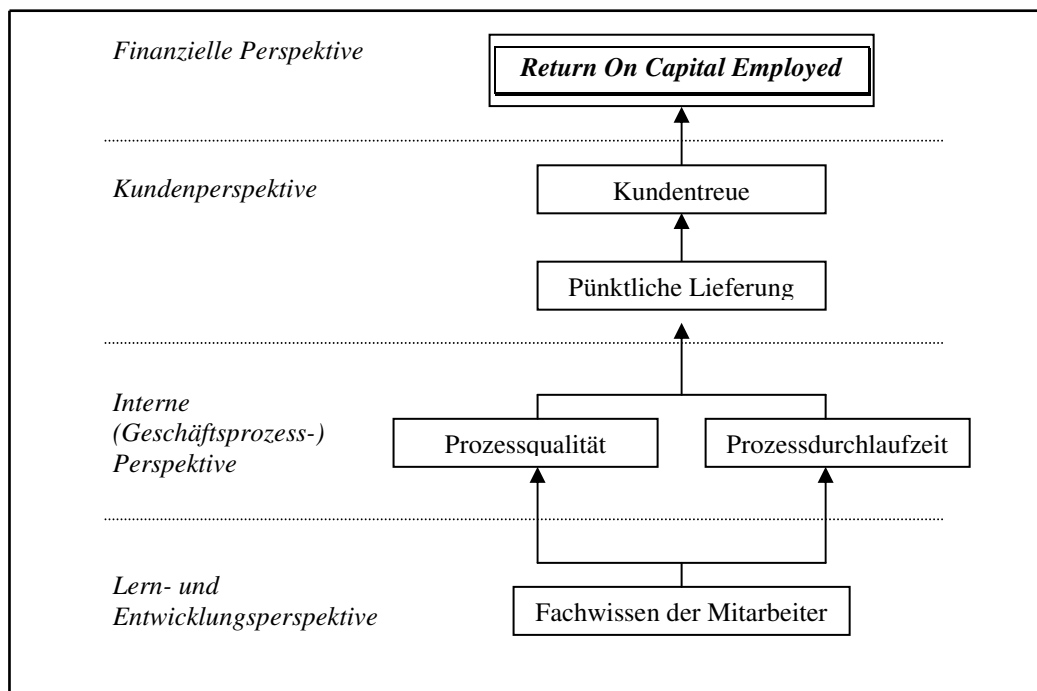 Finanzielle Perspektive
Return On Capital Employed
Kundenperspektive
Kundentreue
Pünktliche Lieferung
Interne
(Geschäftsprozess-)
Perspektive
Prozessqualität
Prozessdurchlaufzeit
Lern- und
Entwicklungsperspektive
Fachwissen der Mitarbeiter